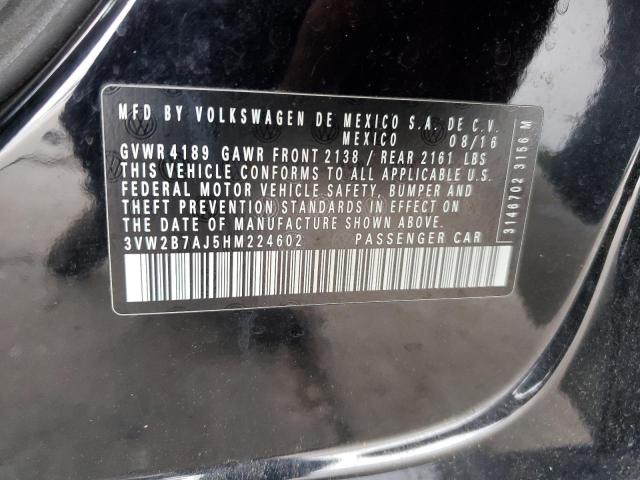 MFD BY VOLKSWAGEN DE MEXICO S.A. DE C.V.
MEXICO 08/16
GVWR 4189 GAWR FRONT 2138 / REAR 2161 LBS
THIS VEHICLE CONFORMS TO ALL APPLICABLE U.S.
FEDERAL MOTOR VEHICLE SAFETY, BUMPER AND
THEFT PREVENTION STANDARDS IN EFFECT ON
THE DATE OF MANUFACTURE SHOWN ABOVE.
3VW2B7AJ5HM224602 PASSENGER CAR
3146702 3156 M